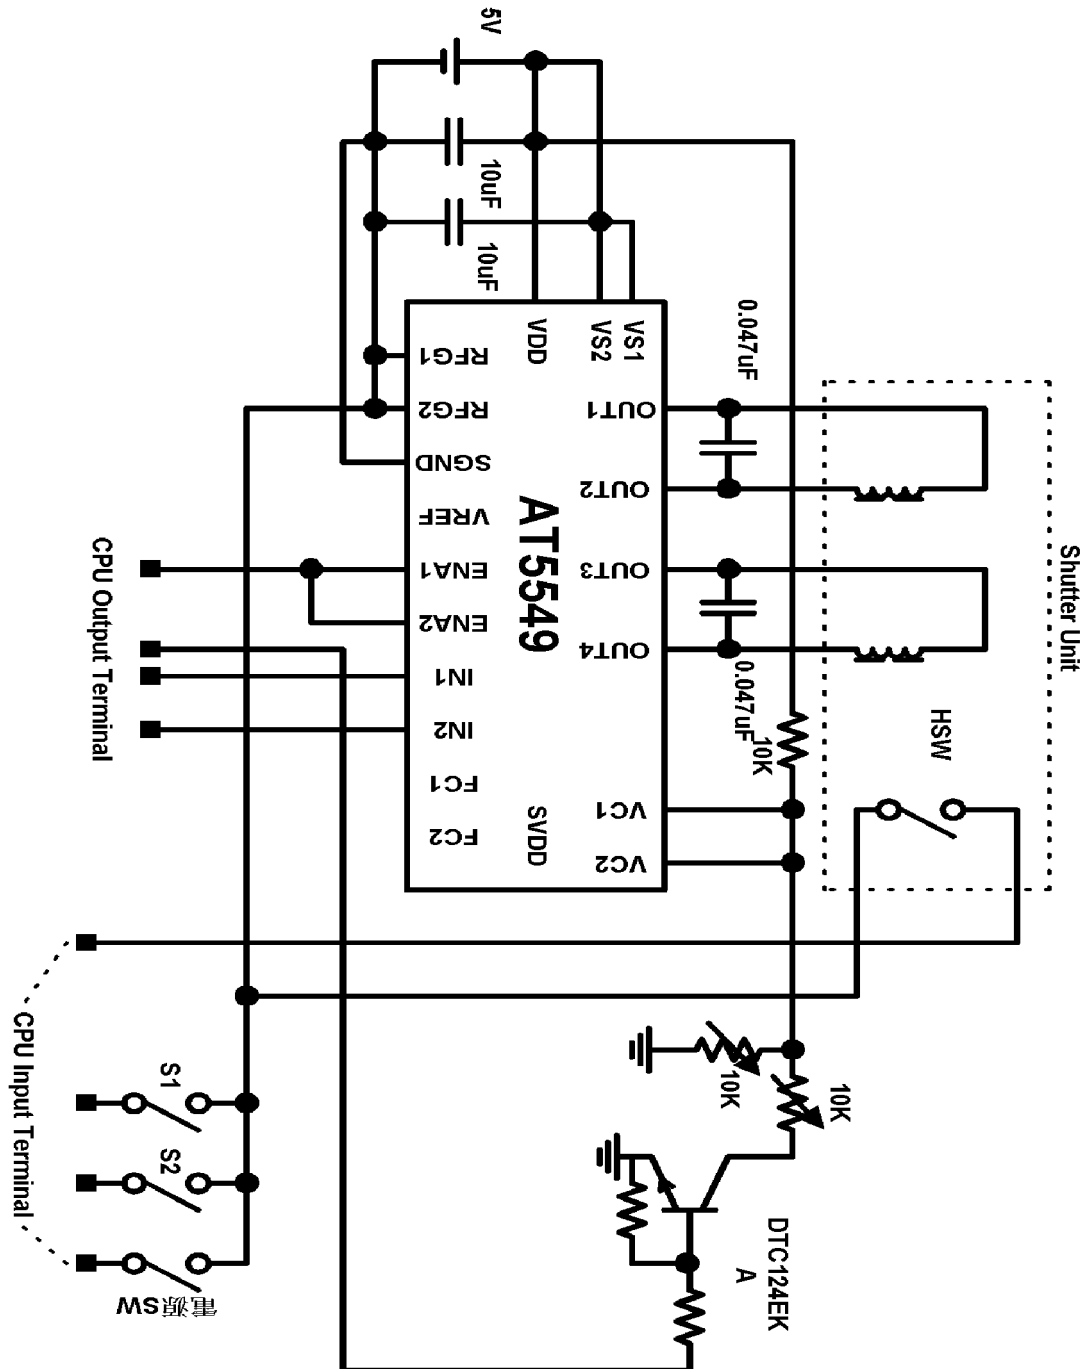 5V
10uF
10uF
VDD
VS2
VS1
RFG1
RFG2
SGND
VREF
ENA1
ENA2
IN1
IN2
FC1
FC2
AT5549
SVDD
OUT1
OUT2
OUT3
OUT4
VC1
VC2
0.047uF
0.047uF
10K
Shutter Unit
HSW
CPU Output Terminal
CPU Input Terminal
S1
S2
電源SW
10K
10K
DTC124EK
A